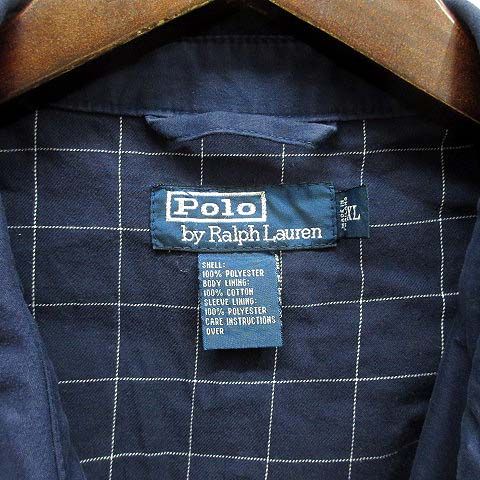 Polo
by Ralph Lauren
XL
SHELL:
100% POLYESTER
BODY LINING:
100% COTTON
SLEEVE LINING:
100% POLYESTER
CARE INSTRUCTIONS
OVER